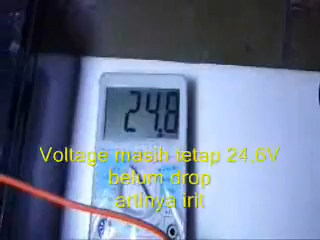 24.8
Voltage masih tetap 24,6V
belum drop
artinya irit